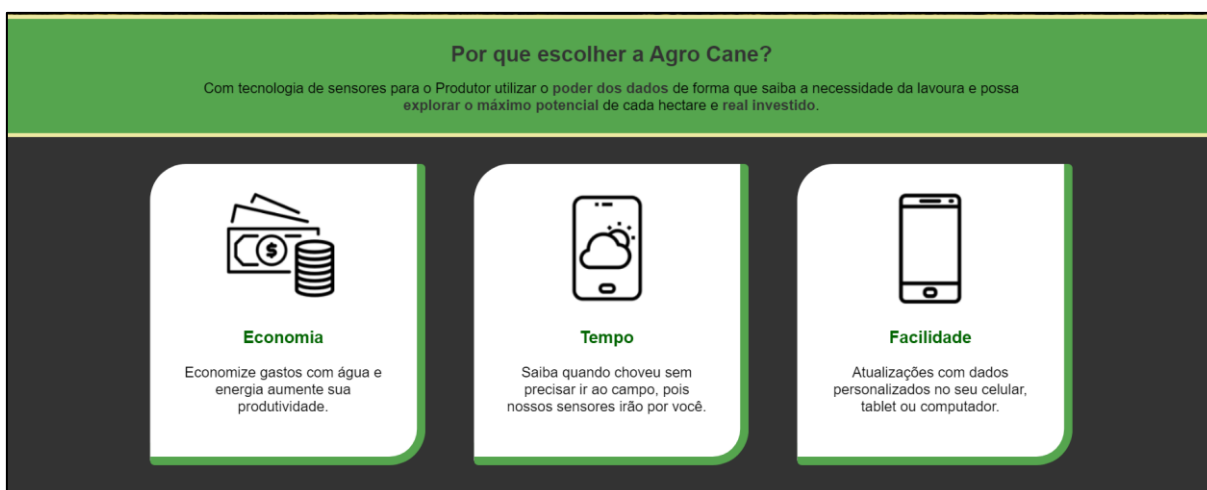 Por que escolher a Agro Cane?
Com tecnologia de sensores para o Produtor utilizar o poder dos dados de forma que saiba a necessidade da lavoura e possa
explorar o máximo potencial de cada hectare e real investido.
$
Economia
Economize gastos com água e
energia aumente sua
produtividade.
Tempo
Saiba quando choveu sem
precisar ir ao campo, pois
nossos sensores irão por você.
Facilidade
Atualizações com dados
personalizados no seu celular,
tablet ou computador.